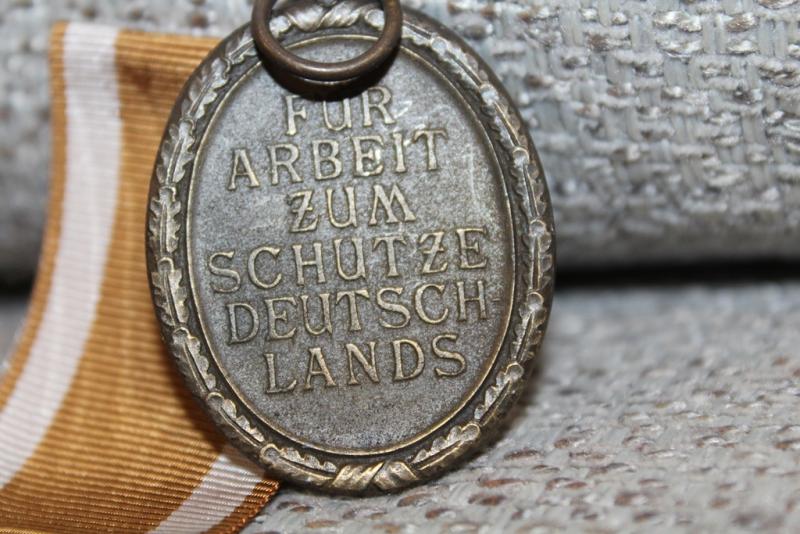 FÜR
ARBEIT
ZUM
SCHUTZE
DEUTSCH-
LANDS